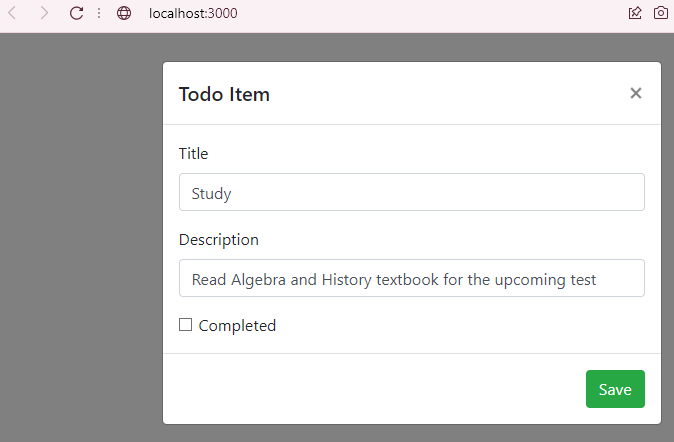 localhost:3000
Todo Item
×
Title
Study
Description
Read Algebra and History textbook for the upcoming test
Completed
Save